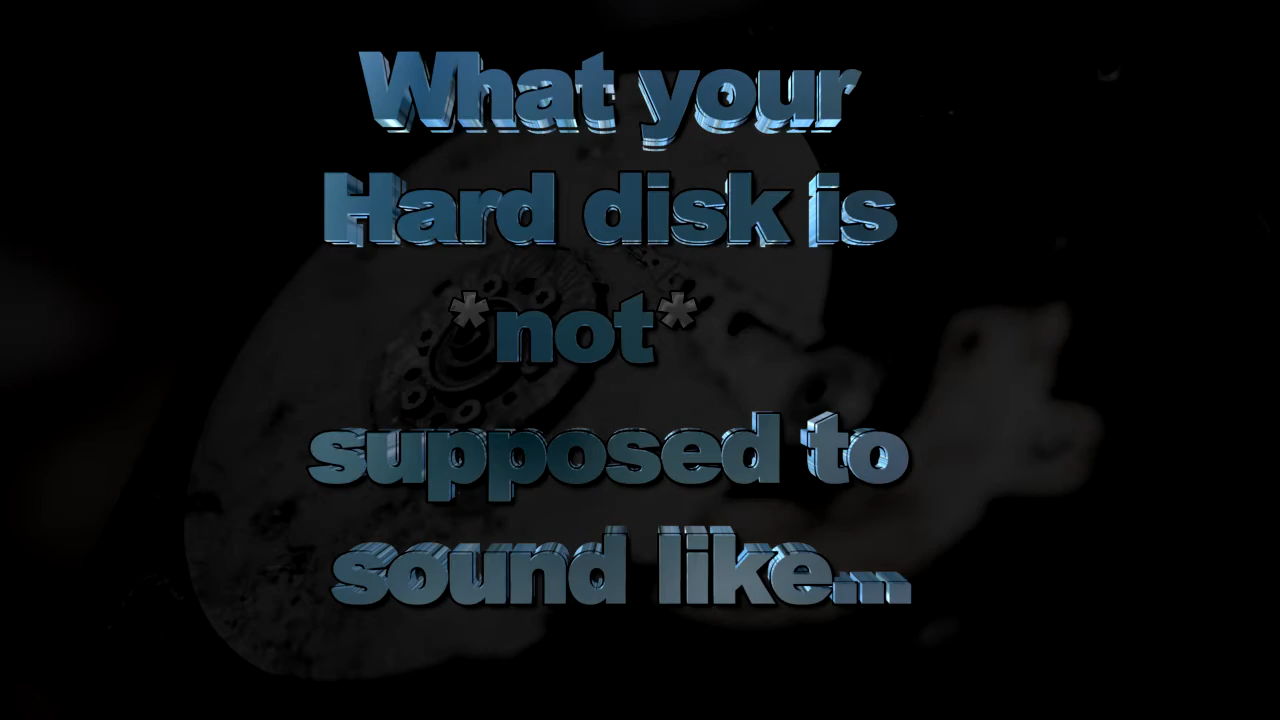 What your
Hard disk is
*not*
supposed to
sound like...